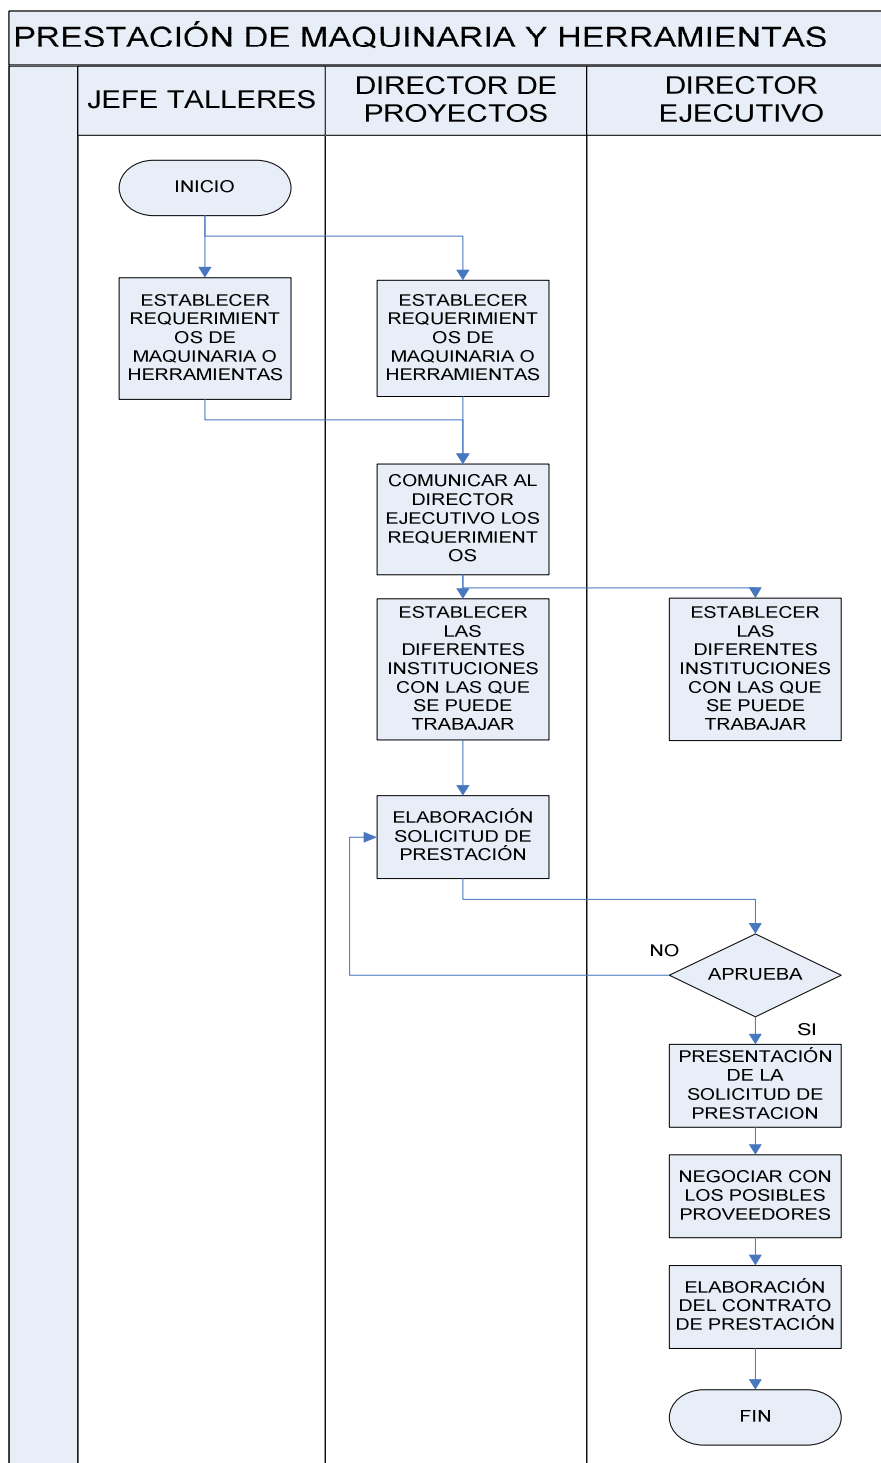 PRESTACIÓN DE MAQUINARIA Y HERRAMIENTAS
JEFE TALLERES
DIRECTOR DE
PROYECTOS
DIRECTOR
EJECUTIVO
INICIO
ESTABLECER
REQUERIMIENT
OS DE
MAQUINARIA O
HERRAMIENTAS
ESTABLECER
REQUERIMIENT
OS DE
MAQUINARIA O
HERRAMIENTAS
COMUNICAR AL
DIRECTOR
EJECUTIVO LOS
REQUERIMIENT
OS
ESTABLECER
LAS
DIFERENTES
INSTITUCIONES
CON LAS QUE
SE PUEDE
TRABAJAR
ESTABLECER
LAS
DIFERENTES
INSTITUCIONES
CON LAS QUE
SE PUEDE
TRABAJAR
ELABORACIÓN
SOLICITUD DE
PRESTACIÓN
NO
APRUEBA
SI
PRESENTACIÓN
DE LA
SOLICITUD DE
PRESTACION
NEGOCIAR CON
LOS POSIBLES
PROVEEDORES
ELABORACIÓN
DEL CONTRATO
DE PRESTACIÓN
FIN